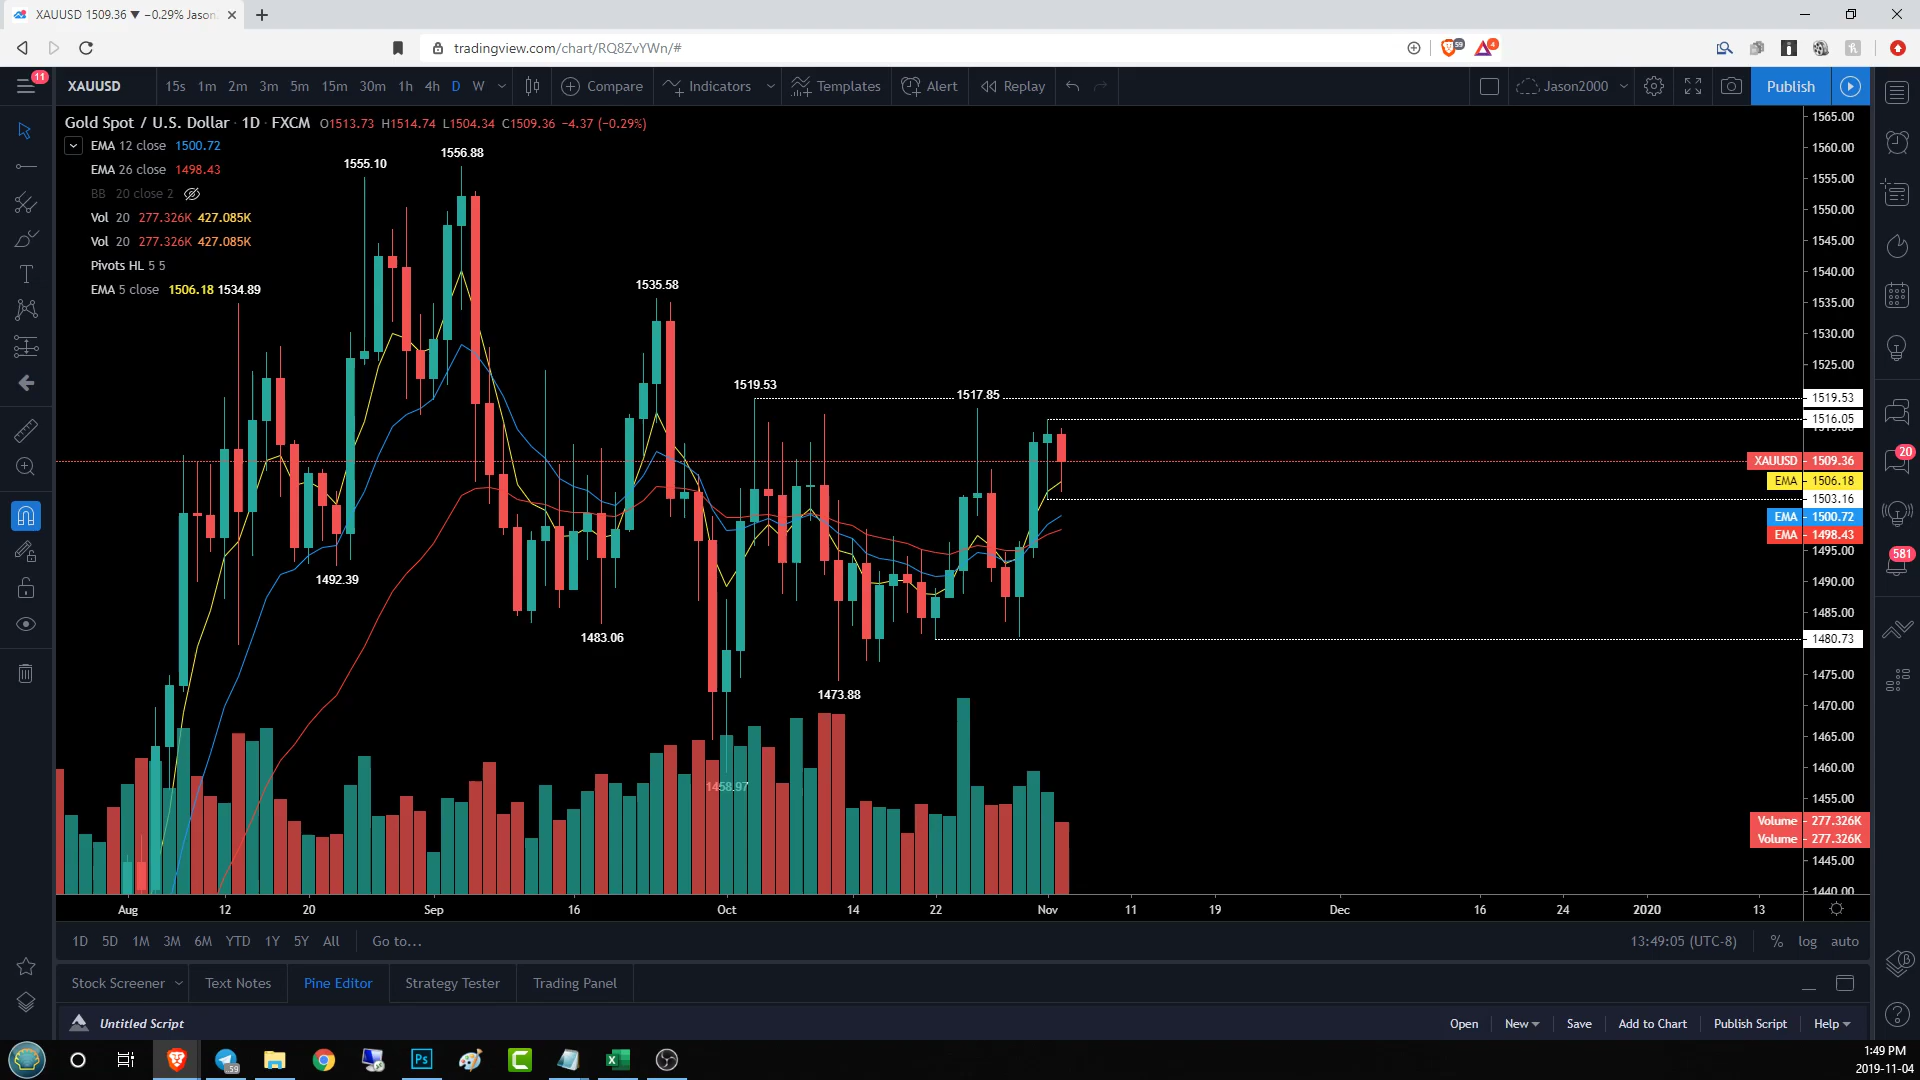 XAUUSD 1509.36 ▼ −0.29% Jason
tradingview.com/chart/RQ8ZvYWn/#
59
4
11
XAUUSD 15s 1m 2m 3m 5m 15m 30m 1h 4h D W Compare Indicators Templates Alert Replay Jason2000 Publish
Gold Spot / U.S. Dollar · 1D · FXCM O1513.73 H1514.74 L1504.34 C1509.36 −4.37 (−0.29%)
EMA 12 close 1500.72
EMA 26 close 1498.43
BB 20 close 2
Vol 20 277.326K 427.085K
Vol 20 277.326K 427.085K
Pivots HL 5 5
EMA 5 close 1506.18
1534.89
1555.10
1556.88
1535.58
1519.53
1517.85
1492.39
1483.06
1473.88
1458.97
1565.00
1560.00
1555.00
1550.00
1545.00
1540.00
1535.00
1530.00
1525.00
1519.53
1516.05
XAUUSD 1509.36
EMA 1506.18
1503.16
EMA 1500.72
EMA 1498.43
1495.00
1490.00
1485.00
1480.73
1475.00
1470.00
1465.00
1460.00
1455.00
Volume 277.326K
Volume 277.326K
1445.00
1440.00
20
581
Aug 12 20 Sep 16 Oct 14 22 Nov 11 19 Dec 16 24 2020 13
1D 5D 1M 3M 6M YTD 1Y 5Y All Go to... 13:49:05 (UTC-8) % log auto
Stock Screener Text Notes Pine Editor Strategy Tester Trading Panel
Untitled Script Open New Save Add to Chart Publish Script Help
Ps
.59
1:49 PM
2019-11-04